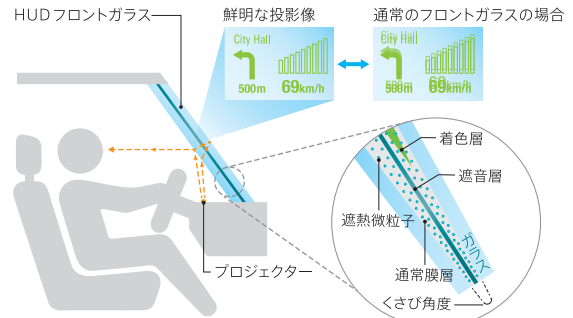 HUDフロントガラス
鮮明な投影像
通常のフロントガラスの場合
City Hall
500m
69km/h
City Hall
500m
69km/h
着色層
遮音層
遮熱微粒子
ガラス
通常膜層
プロジェクター
くさび角度